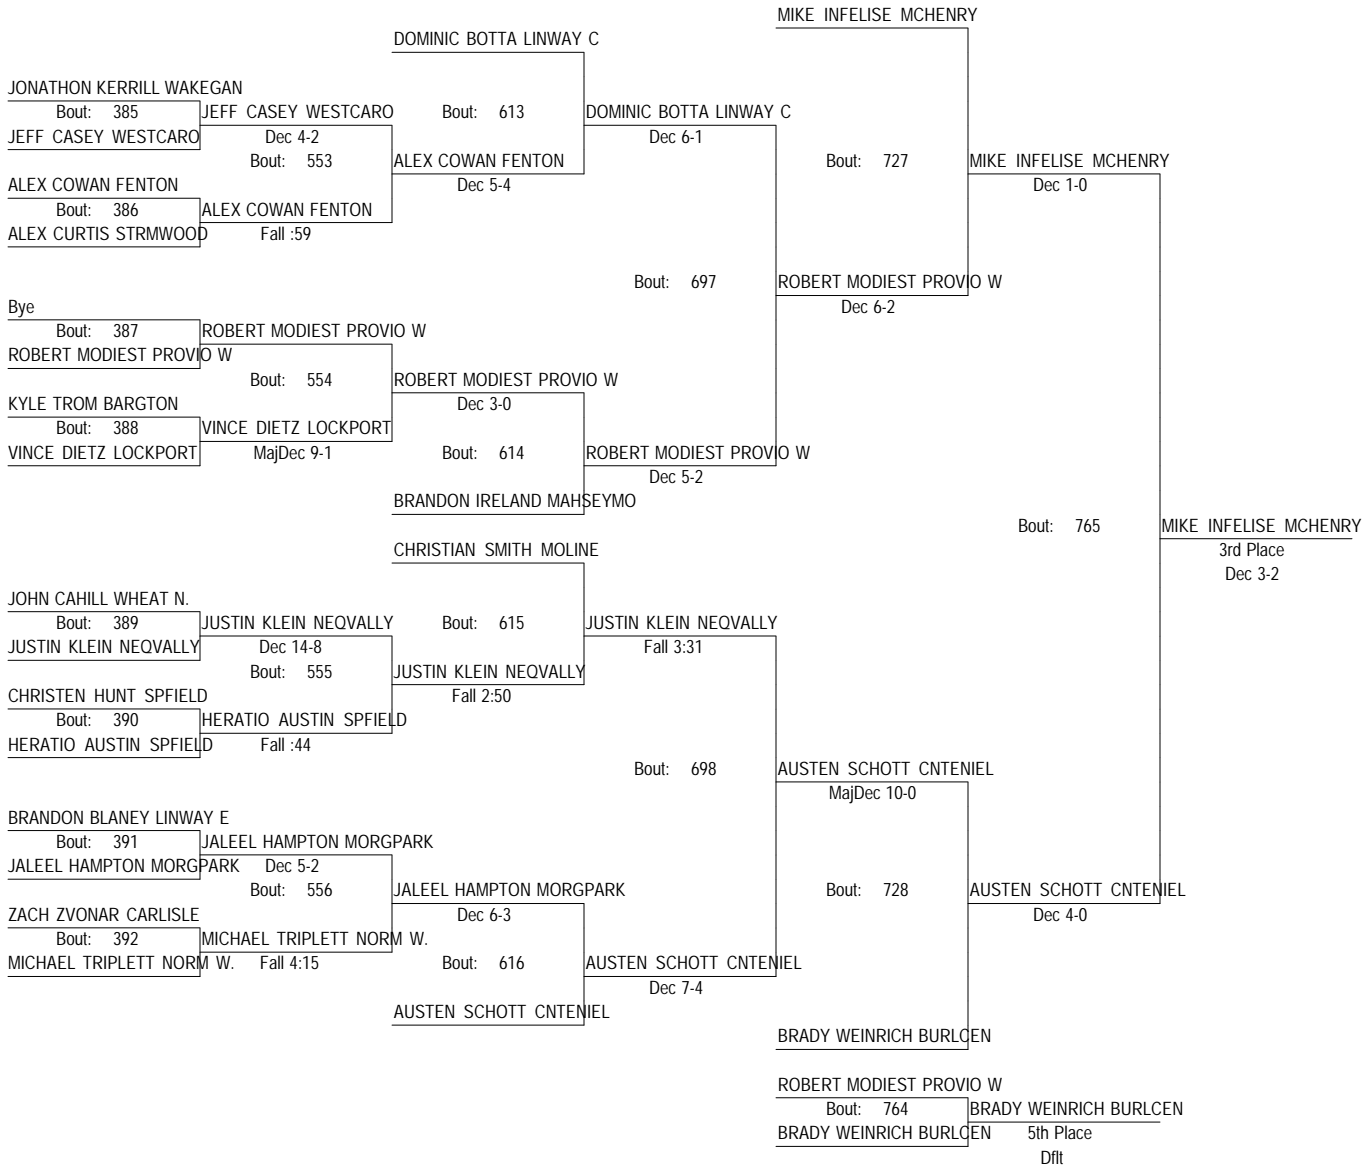 MIKE INFELISE MCHENRY
DOMINIC BOTTA LINWAY C
JONATHON KERRILL WAKEGAN
Bout: 385 JEFF CASEY WESTCARO Bout: 613 DOMINIC BOTTA LINWAY C
JEFF CASEY WESTCARO Dec 4-2 Dec 6-1
Bout: 553 ALEX COWAN FENTON Bout: 727 MIKE INFELISE MCHENRY
ALEX COWAN FENTON Dec 5-4 Dec 1-0
Bout: 386 ALEX COWAN FENTON
ALEX CURTIS STRMWOOD Fall :59
Bout: 697 ROBERT MODIEST PROVIO W
Bye Dec 6-2
Bout: 387 ROBERT MODIEST PROVIO W
ROBERT MODIEST PROVIO W
Bout: 554 ROBERT MODIEST PROVIO W
KYLE TROM BARGTON Dec 3-0
Bout: 388 VINCE DIETZ LOCKPORT
VINCE DIETZ LOCKPORT MajDec 9-1 Bout: 614 ROBERT MODIEST PROVIO W
Dec 5-2
BRANDON IRELAND MAHSEYMO
Bout: 765 MIKE INFELISE MCHENRY
CHRISTIAN SMITH MOLINE 3rd Place
Dec 3-2
JOHN CAHILL WHEAT N.
Bout: 389 JUSTIN KLEIN NEQVALLY Bout: 615 JUSTIN KLEIN NEQVALLY
JUSTIN KLEIN NEQVALLY Dec 14-8 Fall 3:31
Bout: 555 JUSTIN KLEIN NEQVALLY
CHRISTEN HUNT SPFIELD Fall 2:50
Bout: 390 HERATIO AUSTIN SPFIELD
HERATIO AUSTIN SPFIELD Fall :44
Bout: 698 AUSTEN SCHOTT CNTENIEL
MajDec 10-0
BRANDON BLANEY LINWAY E
Bout: 391 JALEEL HAMPTON MORGPARK
JALEEL HAMPTON MORGPARK Dec 5-2
Bout: 556 JALEEL HAMPTON MORGPARK Bout: 728 AUSTEN SCHOTT CNTENIEL
ZACH ZVONAR CARLISLE Dec 6-3 Dec 4-0
Bout: 392 MICHAEL TRIPLETT NORM W.
MICHAEL TRIPLETT NORM W. Fall 4:15 Bout: 616 AUSTEN SCHOTT CNTENIEL
Dec 7-4
AUSTEN SCHOTT CNTENIEL
BRADY WEINRICH BURLCEN
ROBERT MODIEST PROVIO W
Bout: 764 BRADY WEINRICH BURLCEN
BRADY WEINRICH BURLCEN 5th Place
Dflt